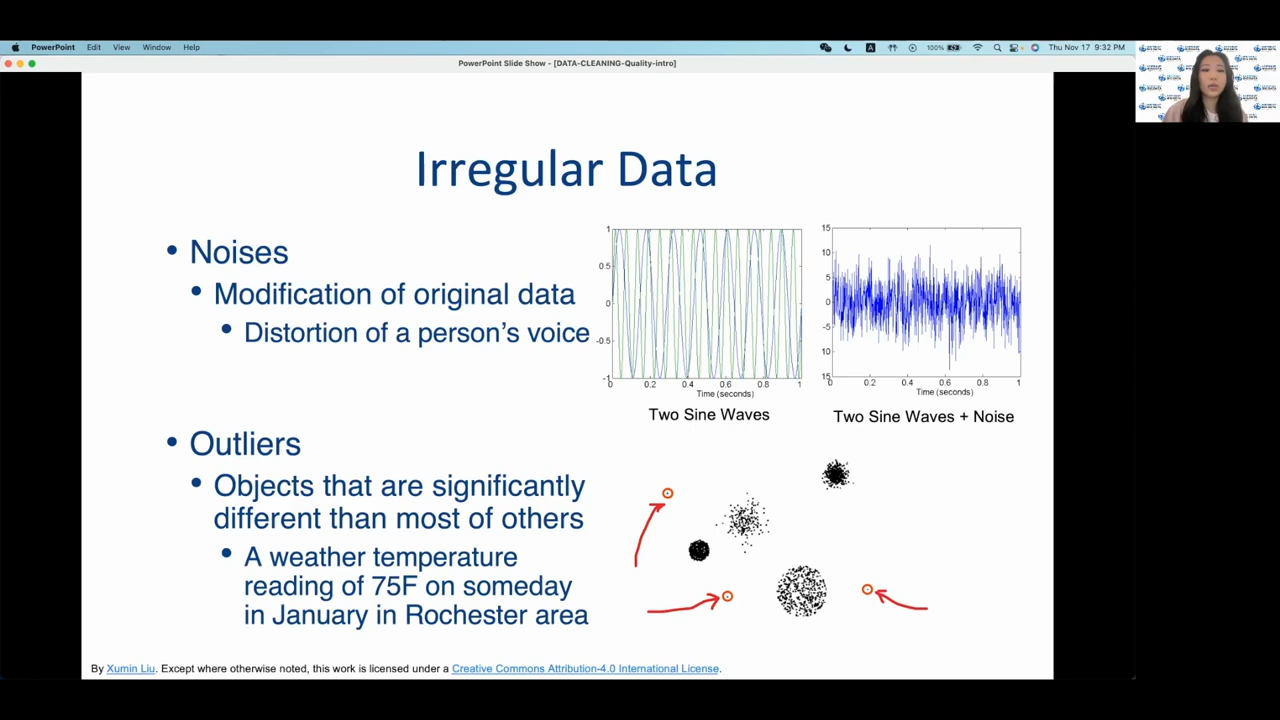 PowerPoint Edit View Window Help
100% Thu Nov 17 9:32 PM
PowerPoint Slide Show - [DATA-CLEANING-Quality-intro]
Irregular Data
• Noises
• Modification of original data
• Distortion of a person's voice
1
0.5
0
-0.5
-1
0 0.2 0.4 0.6 0.8 1
Time (seconds)
Two Sine Waves
15
10
5
0
-5
10
15
0 0.2 0.4 0.6 0.8 1
Time (seconds)
Two Sine Waves + Noise
• Outliers
• Objects that are significantly
different than most of others
• A weather temperature
reading of 75F on someday
in January in Rochester area
By Xumin Liu. Except where otherwise noted, this work is licensed under a Creative Commons Attribution-4.0 International License.